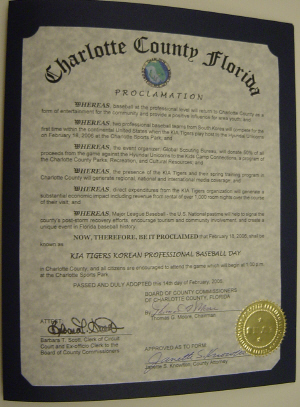 Charlotte County Florida
PROCLAMATION
WHEREAS, baseball at the professional level will return to Charlotte County as a
form of entertainment for the community and provide a positive influence for area youth; and
WHEREAS, two professional baseball teams from South Korea will compete for the
first time within the continental United States when the KIA Tigers play host to the Hyundai Unicorns
on February 18, 2006 at the Charlotte Sports Park; and
WHEREAS, the event organizer, Global Scouting Bureau, will donate 50% of all
proceeds from the game against the Hyundai Unicorns to the Kids Camp Connections, a program of
the Charlotte County Parks, Recreation, and Cultural Resources; and
WHEREAS, the presence of the KIA Tigers and their spring training program in
Charlotte County will generate regional, national and international media coverage; and
WHEREAS, direct expenditures from the KIA Tigers organization will generate a
substantial economic impact including revenue from over 1,000 room nights over the course
of their visit; and
WHEREAS, Major League Baseball, the U.S. National pastime will help to signal the
county's post-storm recovery efforts, encourage tourism and community involvement, and create a
unique event in Florida baseball history.
NOW, THEREFORE, BE IT PROCLAIMED that February 18, 2006, shall be
known as:
KIA TIGERS KOREAN PROFESSIONAL BASEBALL DAY
in Charlotte County, and all citizens are encouraged to attend the game which will begin at 1:00 p.m.
at the Charlotte Sports Park.
PASSED AND DULY ADOPTED this 14th day of February, 2006.
BOARD OF COUNTY COMMISSIONERS
OF CHARLOTTE COUNTY, FLORIDA
By
Thomas G. Moore, Chairman
ATTEST:
Barbara T. Scott, Clerk of Circuit
Court and Ex-officio Clerk to the
Board of County Commissioners
APPROVED AS TO FORM
Janette S. Knowlton, County Attorney